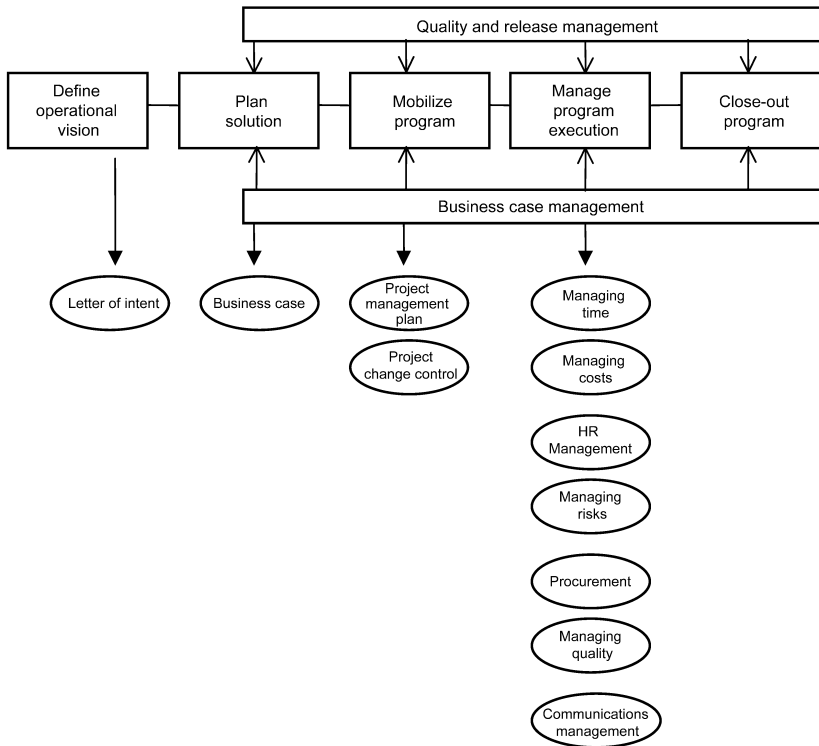 Quality and release management
Define
operational
vision
Plan
solution
Mobilize
program
Manage
program
execution
Close-out
program
Business case management
Letter of intent
Business case
Project
management
plan
Project
change control
Managing
time
Managing
costs
HR
Management
Managing
risks
Procurement
Managing
quality
Communications
management